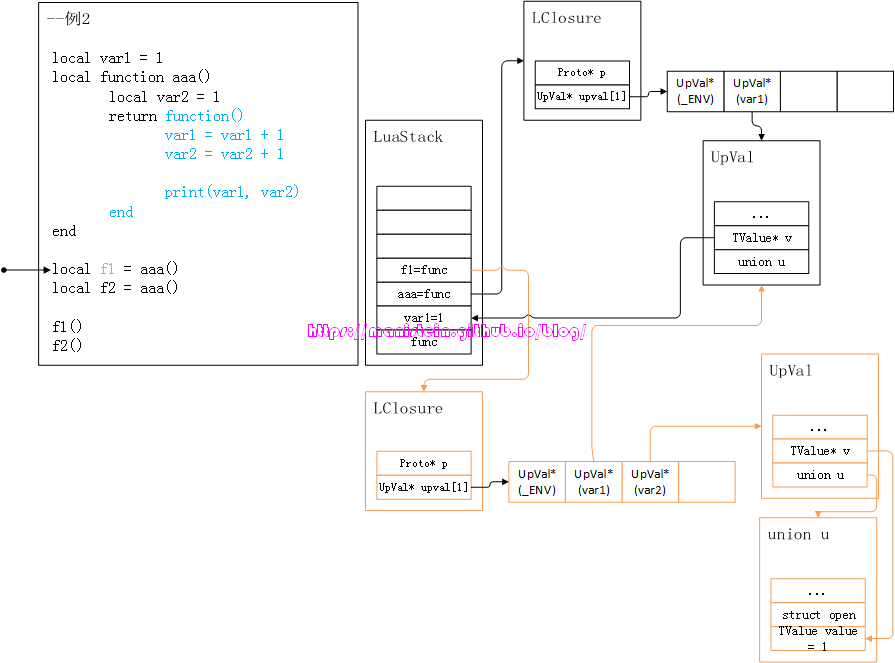 --例2
local var1 = 1
local function aaa()
local var2 = 1
return function()
var1 = var1 + 1
var2 = var2 + 1
print(var1, var2)
end
end
local f1 = aaa()
local f2 = aaa()
f1()
f2()
LuaStack
f1=func
aaa=func
var1=1
func
LClosure
Proto* p
UpVal* upval[1]
UpVal*
(_ENV)
UpVal*
(var1)
UpVal
...
TValue* v
union u
https://manistein.github.io/blog/
LClosure
Proto* p
UpVal* upval[1]
UpVal*
(_ENV)
UpVal*
(var1)
UpVal*
(var2)
UpVal
...
TValue* v
union u
union u
...
struct open
TValue value
= 1